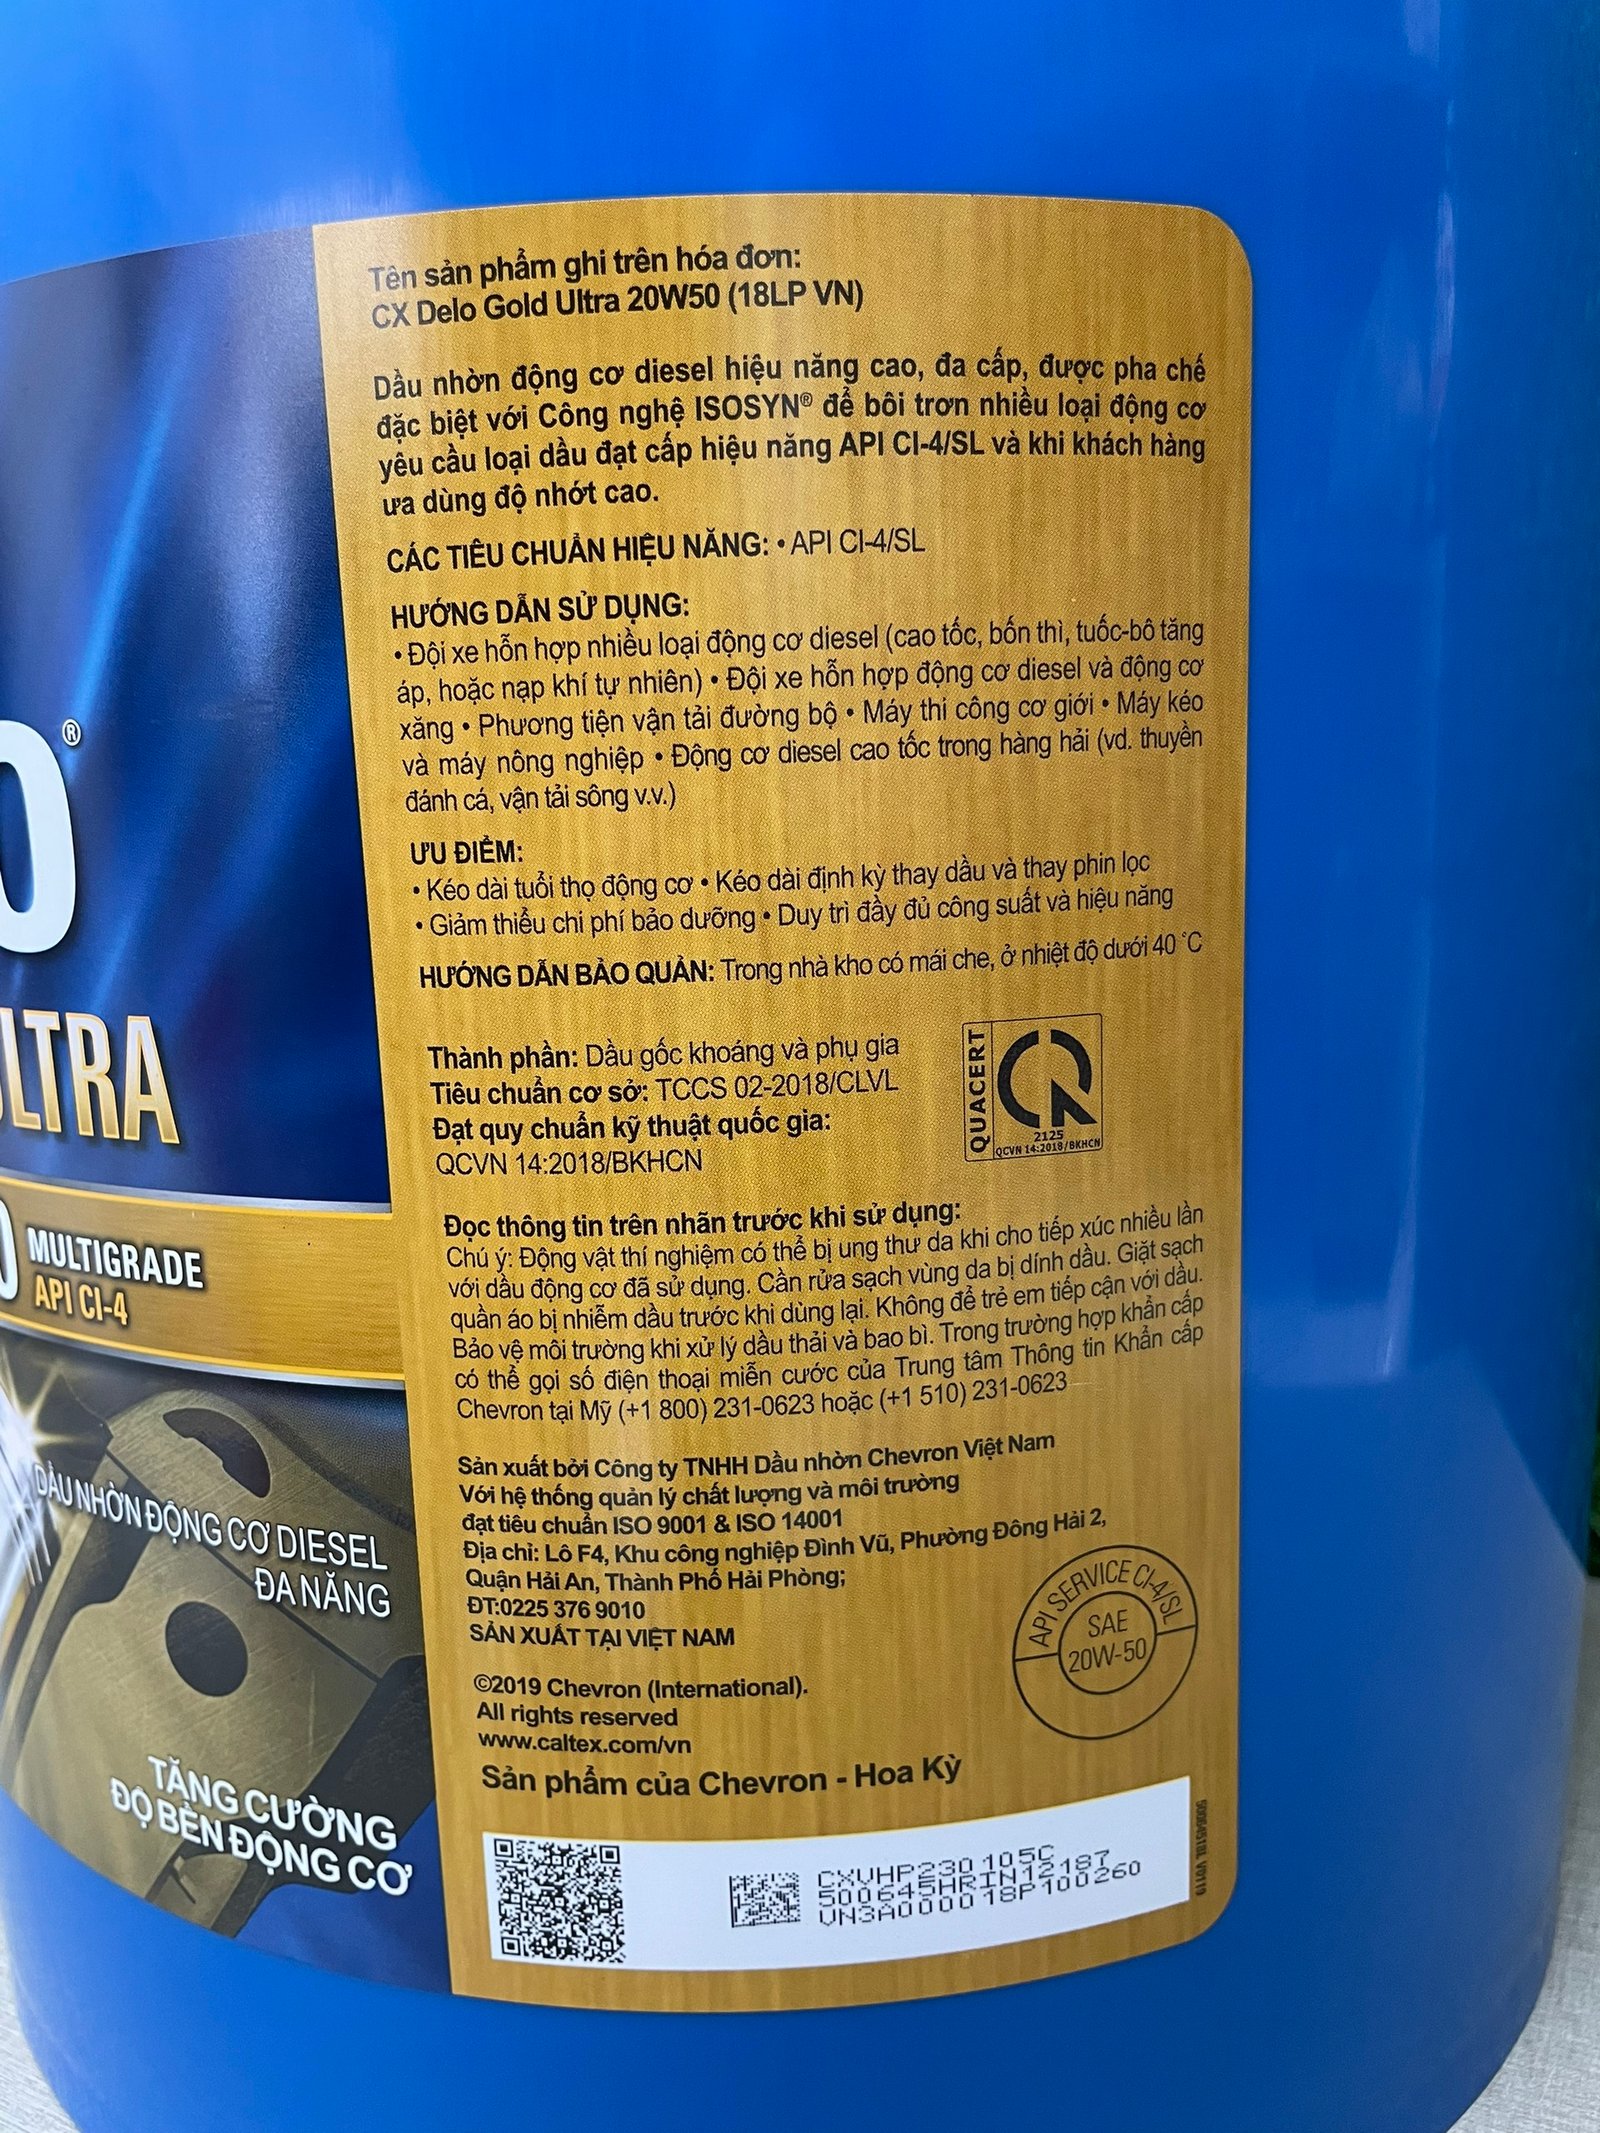 Tên sản phẩm ghi trên hóa đơn:
CX Delo Gold Ultra 20W50 (18LP VN)
Dầu nhờn động cơ diesel hiệu năng cao, đa cấp, được pha chế
đặc biệt với Công nghệ ISOSYN® để bôi trơn nhiều loại động cơ
yêu cầu loại dầu đạt cấp hiệu năng API CI-4/SL và khi khách hàng
ưa dùng độ nhớt cao.
CÁC TIÊU CHUẨN HIỆU NĂNG: • API CI-4/SL
HƯỚNG DẪN SỬ DỤNG:
• Đội xe hỗn hợp nhiều loại động cơ diesel (cao tốc, bốn thì, tuốc-bô tăng
áp, hoặc nạp khí tự nhiên) • Đội xe hỗn hợp động cơ diesel và động cơ
xăng • Phương tiện vận tải đường bộ • Máy thi công cơ giới • Máy kéo
và máy nông nghiệp • Động cơ diesel cao tốc trong hàng hải (vd. thuyền
đánh cá, vận tải sông v.v.)
ƯU ĐIỂM:
• Kéo dài tuổi thọ động cơ • Kéo dài định kỳ thay dầu và thay phin lọc
• Giảm thiểu chi phí bảo dưỡng • Duy trì đầy đủ công suất và hiệu năng
HƯỚNG DẪN BẢO QUẢN: Trong nhà kho có mái che, ở nhiệt độ dưới 40 °C
Thành phần: Dầu gốc khoáng và phụ gia
Tiêu chuẩn cơ sở: TCCS 02-2018/CLVL
Đạt quy chuẩn kỹ thuật quốc gia:
QCVN 14:2018/BKHCN
QUACERT
2125
QCVN 14:2018/BKHCN
Đọc thông tin trên nhãn trước khi sử dụng:
Chú ý: Động vật thí nghiệm có thể bị ung thư da khi cho tiếp xúc nhiều lần
với dầu động cơ đã sử dụng. Cần rửa sạch vùng da bị dính dầu. Giặt sạch
quần áo bị nhiễm dầu trước khi dùng lại. Không để trẻ em tiếp cận với dầu.
Bảo vệ môi trường khi xử lý dầu thải và bao bì. Trong trường hợp khẩn cấp
có thể gọi số điện thoại miễn cước của Trung tâm Thông tin Khẩn cấp
Chevron tại Mỹ (+1 800) 231-0623 hoặc (+1 510) 231-0623
Sản xuất bởi Công ty TNHH Dầu nhờn Chevron Việt Nam
Với hệ thống quản lý chất lượng và môi trường
đạt tiêu chuẩn ISO 9001 & ISO 14001
Địa chỉ: Lô F4, Khu công nghiệp Đình Vũ, Phường Đông Hải 2,
Quận Hải An, Thành Phố Hải Phòng;
ĐT:0225 376 9010
SẢN XUẤT TẠI VIỆT NAM
API SERVICE CI-4/SL
SAE
20W-50
©2019 Chevron (International).
All rights reserved
www.caltex.com/vn
Sản phẩm của Chevron - Hoa Kỳ
CXVHP230105C
500645HRIN12187
VN3A000018P100260
O®
ULTRA
0 MULTIGRADE
API CI-4
DẦU NHỜN ĐỘNG CƠ DIESEL
ĐA NĂNG
TĂNG CƯỜNG
ĐỘ BỀN ĐỘNG CƠ